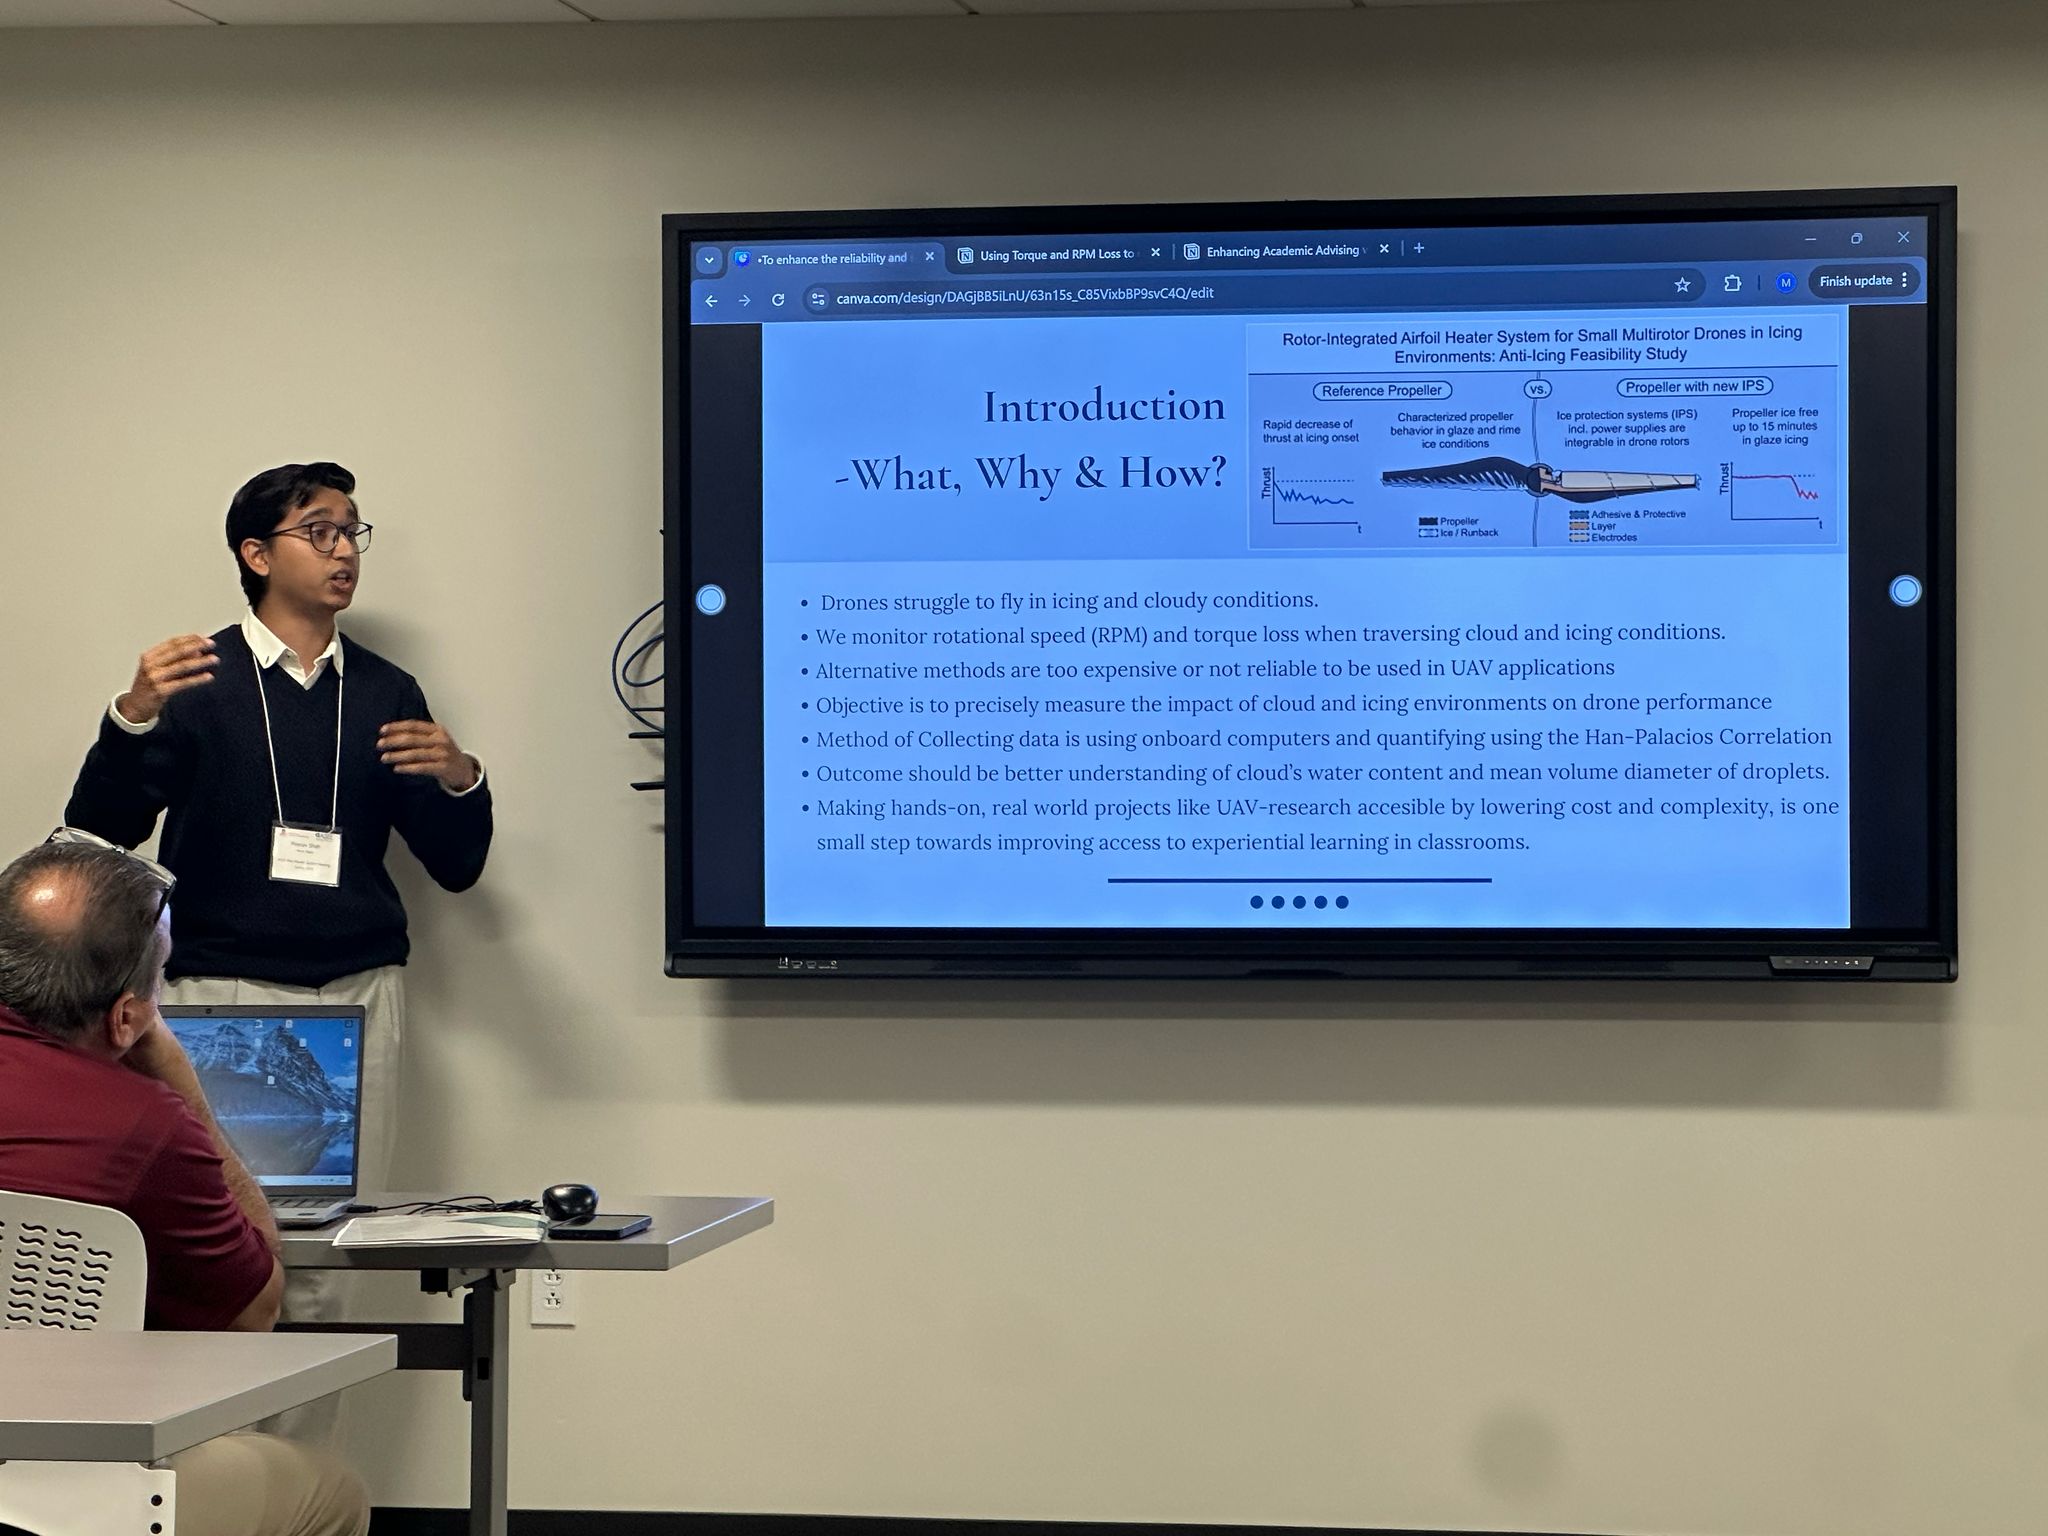 •To enhance the reliability and
Using Torque and RPM Loss to
Enhancing Academic Advising
canva.com/design/DAGjBB5iLnU/63n15s_C85VixbBP9svC4Q/edit
M
Finish update
Introduction
-What, Why & How?
Rotor-Integrated Airfoil Heater System for Small Multirotor Drones in Icing
Environments: Anti-Icing Feasibility Study
Reference Propeller
vs.
Propeller with new IPS
Rapid decrease of
thrust at icing onset
Characterized propeller
behavior in glaze and rime
ice conditions
Ice protection systems (IPS)
incl. power supplies are
integrable in drone rotors
Propeller ice free
up to 15 minutes
in glaze icing
Thrust
t
Propeller
Ice / Runback
Adhesive & Protective
Layer
Electrodes
Thrust
t
• Drones struggle to fly in icing and cloudy conditions.
• We monitor rotational speed (RPM) and torque loss when traversing cloud and icing conditions.
• Alternative methods are too expensive or not reliable to be used in UAV applications
• Objective is to precisely measure the impact of cloud and icing environments on drone performance
• Method of Collecting data is using onboard computers and quantifying using the Han-Palacios Correlation
• Outcome should be better understanding of cloud's water content and mean volume diameter of droplets.
• Making hands-on, real world projects like UAV-research accesible by lowering cost and complexity, is one
small step towards improving access to experiential learning in classrooms.
Shah